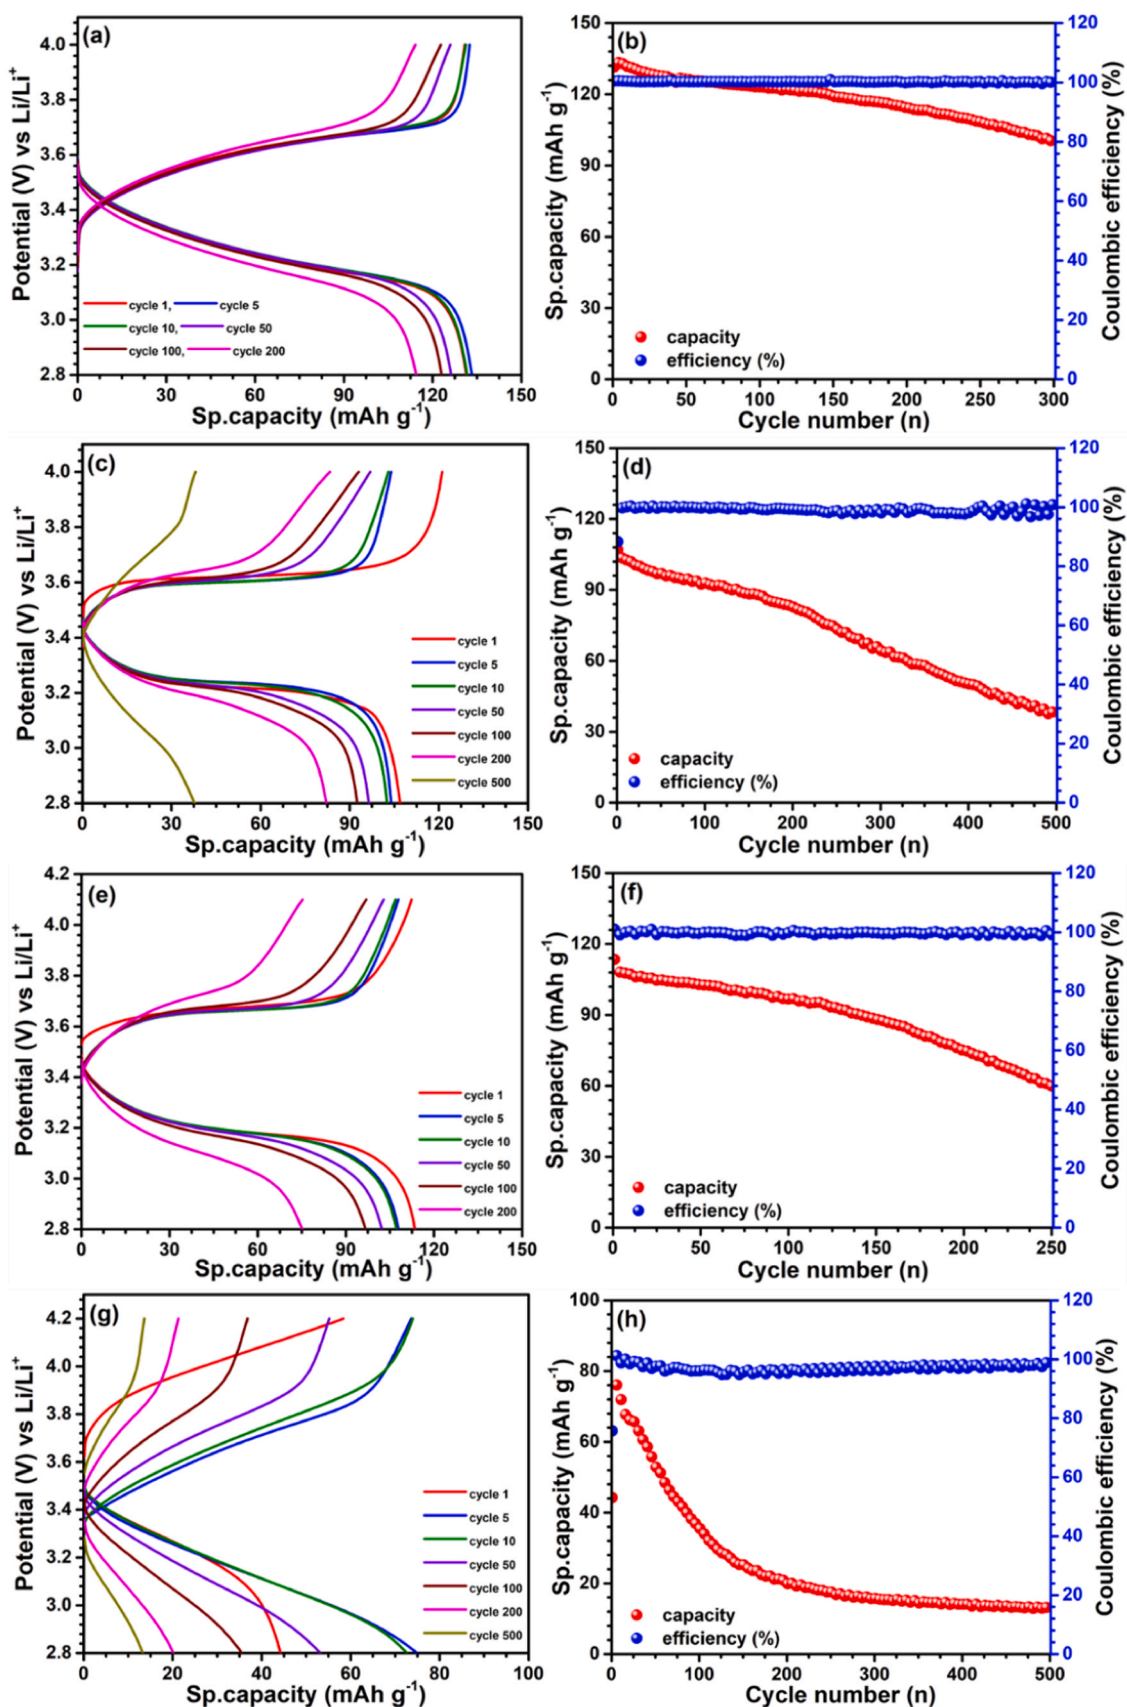 (a)
Potential (V) vs Li/Li⁺
4.0
3.8
3.6
3.4
3.2
3.0
2.8
cycle 1, cycle 5
cycle 10, cycle 50
cycle 100, cycle 200
0 30 60 90 120 150
Sp.capacity (mAh g⁻¹)
(b)
Sp.capacity (mAh g⁻¹)
150
120
90
60
30
0
capacity
efficiency (%)
0 50 100 150 200 250 300
Cycle number (n)
120
100
80
60
40
20
0
Coulombic efficiency (%)
(c)
Potential (V) vs Li/Li⁺
4.0
3.8
3.6
3.4
3.2
3.0
2.8
cycle 1
cycle 5
cycle 10
cycle 50
cycle 100
cycle 200
cycle 500
0 30 60 90 120 150
Sp.capacity (mAh g⁻¹)
(d)
Sp.capacity (mAh g⁻¹)
150
120
90
60
30
0
capacity
efficiency (%)
0 100 200 300 400 500
Cycle number (n)
120
100
80
60
40
20
0
Coulombic efficiency (%)
(e)
Potential (V) vs Li/Li⁺
4.2
4.0
3.8
3.6
3.4
3.2
3.0
2.8
cycle 1
cycle 5
cycle 10
cycle 50
cycle 100
cycle 200
0 30 60 90 120 150
Sp.capacity (mAh g⁻¹)
(f)
Sp.capacity (mAh g⁻¹)
150
120
90
60
30
0
capacity
efficiency (%)
0 50 100 150 200 250
Cycle number (n)
120
100
80
60
40
20
0
Coulombic efficiency (%)
(g)
Potential (V) vs Li/Li⁺
4.2
4.0
3.8
3.6
3.4
3.2
3.0
2.8
cycle 1
cycle 5
cycle 10
cycle 50
cycle 100
cycle 200
cycle 500
0 20 40 60 80 100
Sp.capacity (mAh g⁻¹)
(h)
Sp.capacity (mAh g⁻¹)
100
80
60
40
20
0
capacity
efficiency (%)
0 100 200 300 400 500
Cycle number (n)
120
100
80
60
40
20
0
Coulombic efficiency (%)